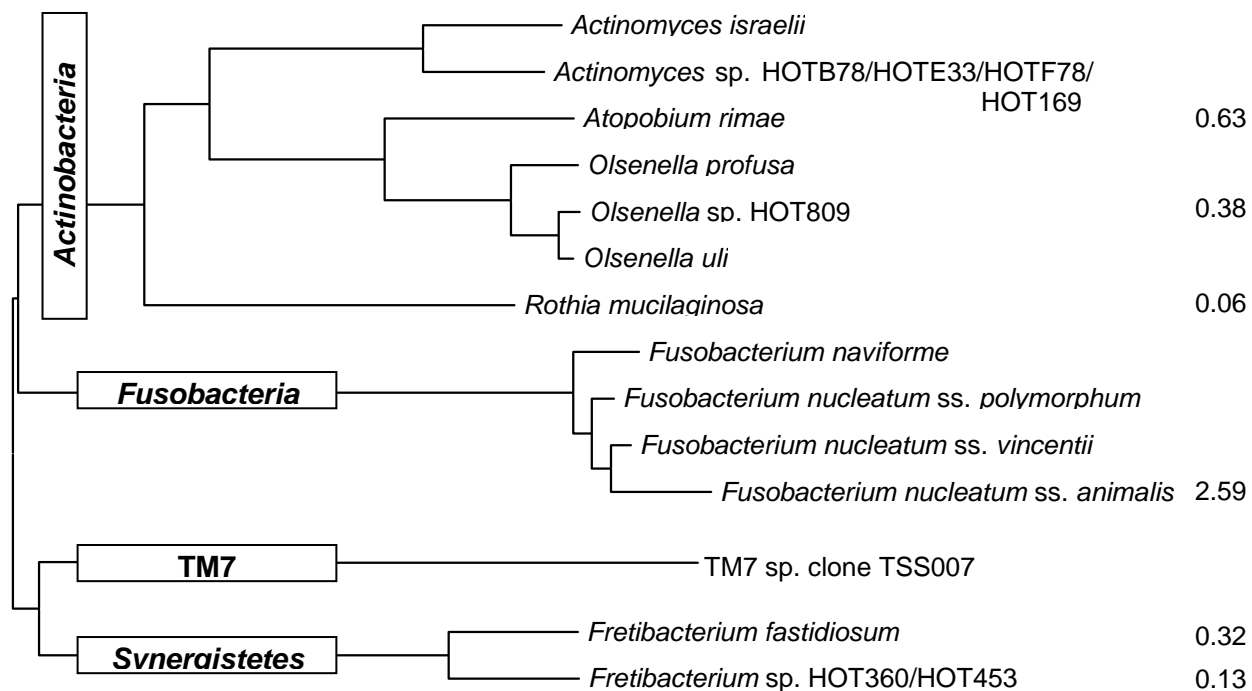 Actinobacteria
Actinomyces israelii
Actinomyces sp. HOTB78/HOTE33/HOTF78/
HOT169
Atopobium rimae 0.63
Olsenella profusa
Olsenella sp. HOT809 0.38
Olsenella uli
Rothia mucilaginosa 0.06
Fusobacteria
Fusobacterium naviforme
Fusobacterium nucleatum ss. polymorphum
Fusobacterium nucleatum ss. vincentii
Fusobacterium nucleatum ss. animalis 2.59
TM7
TM7 sp. clone TSS007
Synergistetes
Fretibacterium fastidiosum 0.32
Fretibacterium sp. HOT360/HOT453 0.13